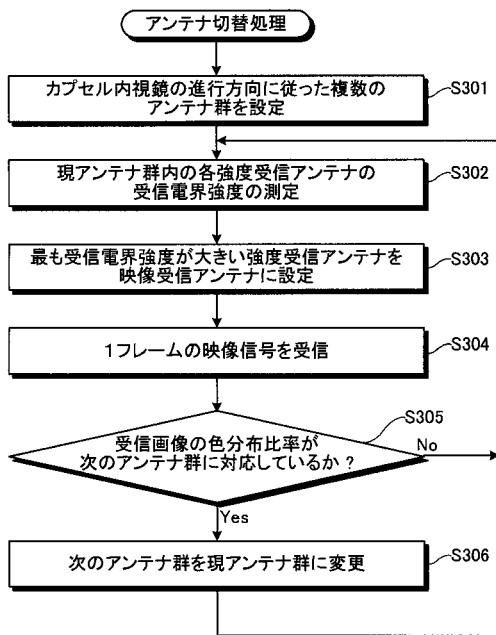 アンテナ切替処理
カプセル内視鏡の進行方向に従った複数の
アンテナ群を設定
S301
現アンテナ群内の各強度受信アンテナの
受信電界強度の測定
S302
最も受信電界強度が大きい強度受信アンテナを
映像受信アンテナに設定
S303
1フレームの映像信号を受信
S304
S305
受信画像の色分布比率が
次のアンテナ群に対応しているか?
No
Yes
次のアンテナ群を現アンテナ群に変更
S306